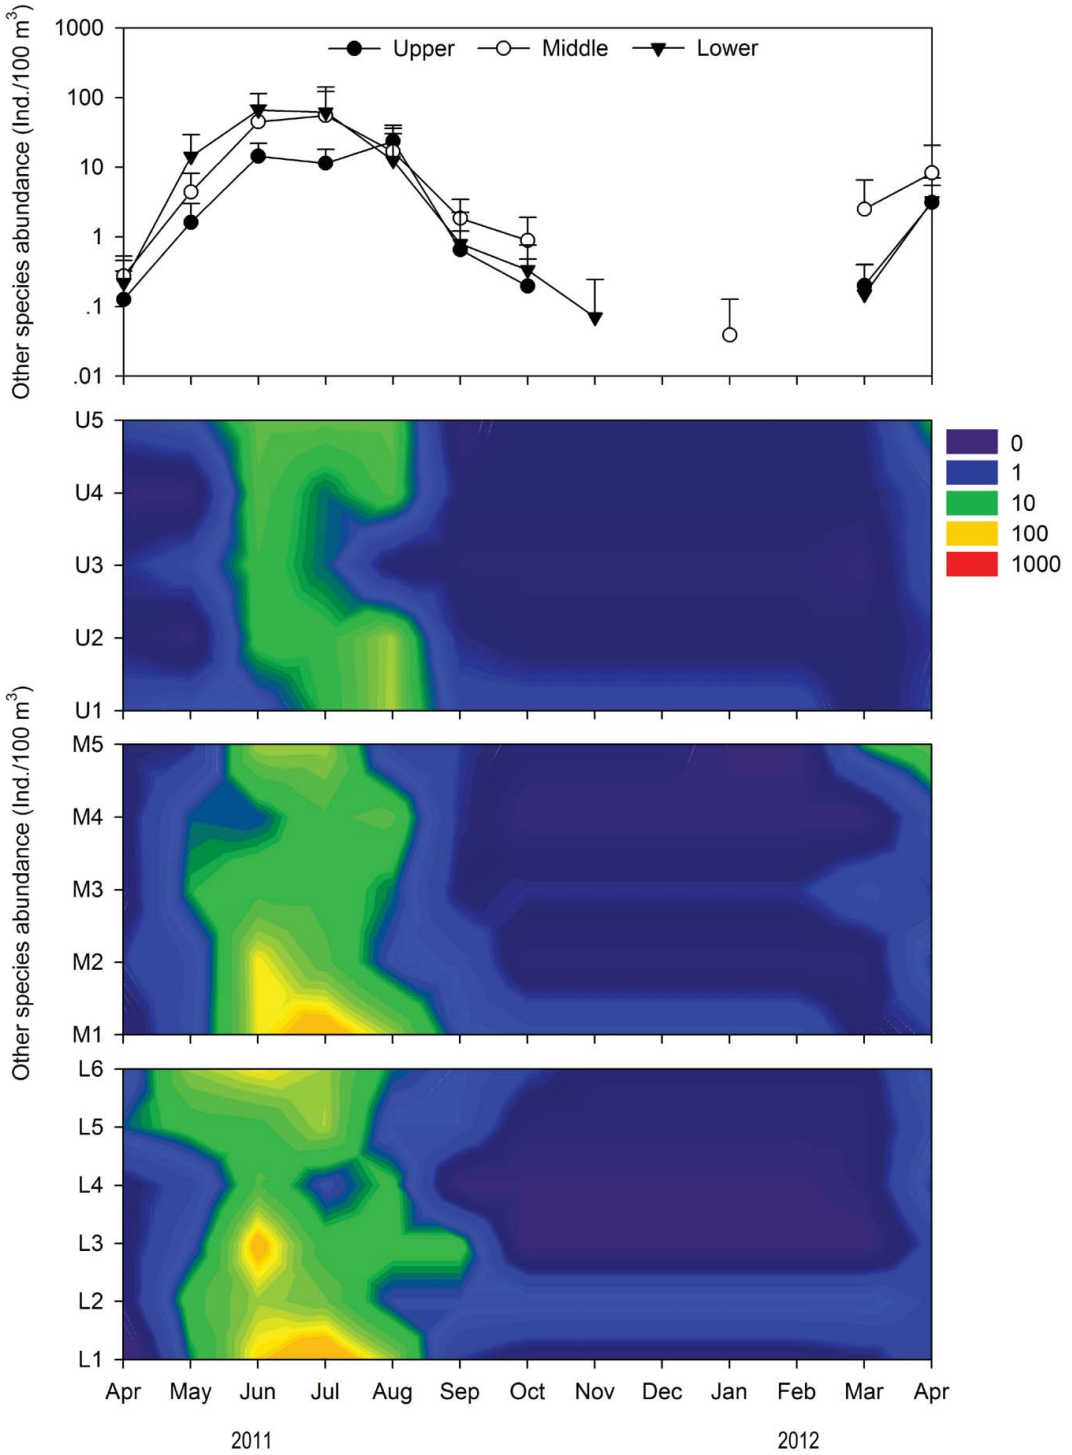 Other species abundance (Ind./100 m³)
1000
100
10
1
.1
.01
Upper Middle Lower
U5
U4
U3
U2
U1
0
1
10
100
1000
Other species abundance (Ind./100 m³)
M5
M4
M3
M2
M1
L6
L5
L4
L3
L2
L1
Apr May Jun Jul Aug Sep Oct Nov Dec Jan Feb Mar Apr
2011 2012